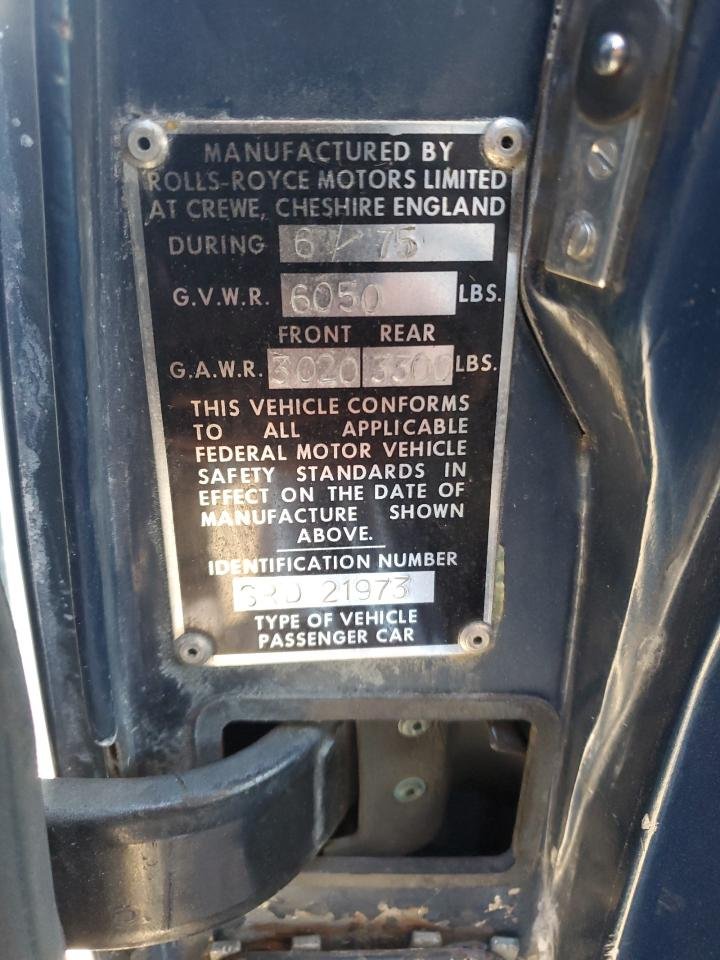 MANUFACTURED BY
ROLLS-ROYCE MOTORS LIMITED
AT CREWE, CHESHIRE ENGLAND
DURING 6 / 75
G.V.W.R. 6050 LBS.
FRONT REAR
G.A.W.R. 3020 3300 LBS.
THIS VEHICLE CONFORMS
TO ALL APPLICABLE
FEDERAL MOTOR VEHICLE
SAFETY STANDARDS IN
EFFECT ON THE DATE OF
MANUFACTURE SHOWN
ABOVE.
IDENTIFICATION NUMBER
SRD 21973
TYPE OF VEHICLE
PASSENGER CAR